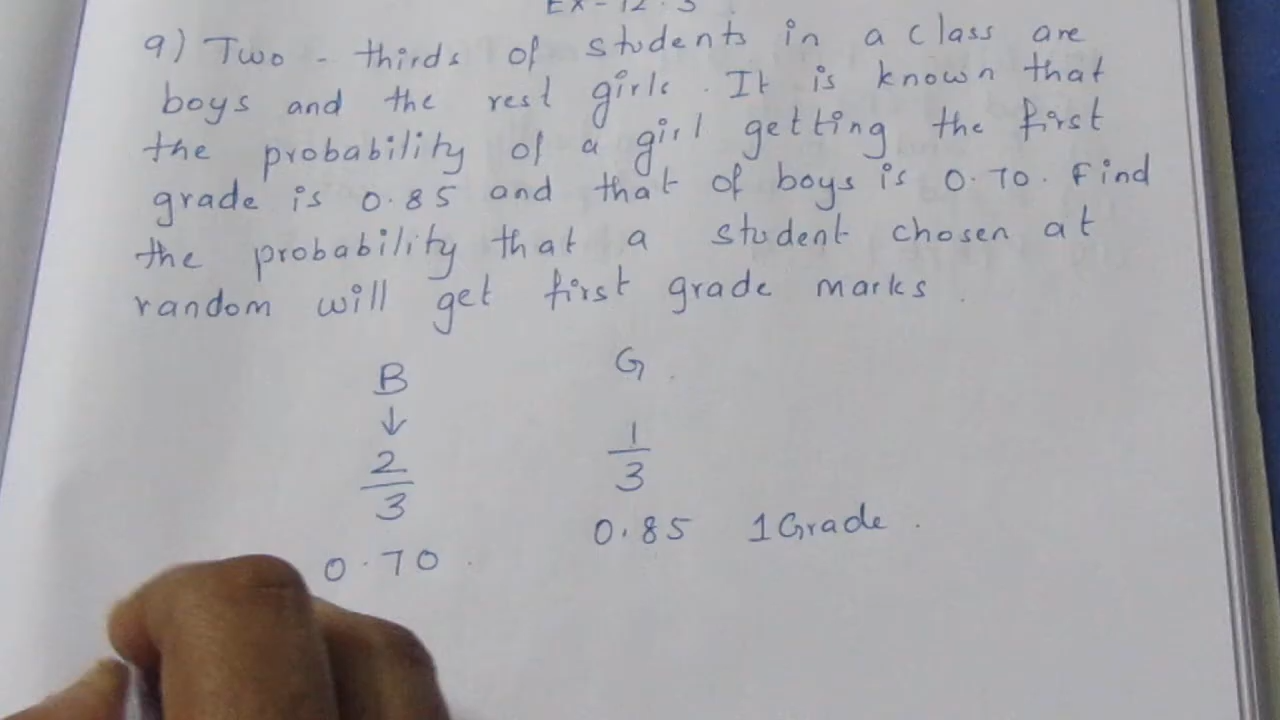 Ex - 12.3
9) Two - thirds of students in a class are
boys and the rest girls. It is known that
the probability of a girl getting the first
grade is 0.85 and that of boys is 0.70. Find
the probability that a student chosen at
random will get first grade marks.
B G
↓
2/3 1/3
0.85 1 Grade.
0.70.